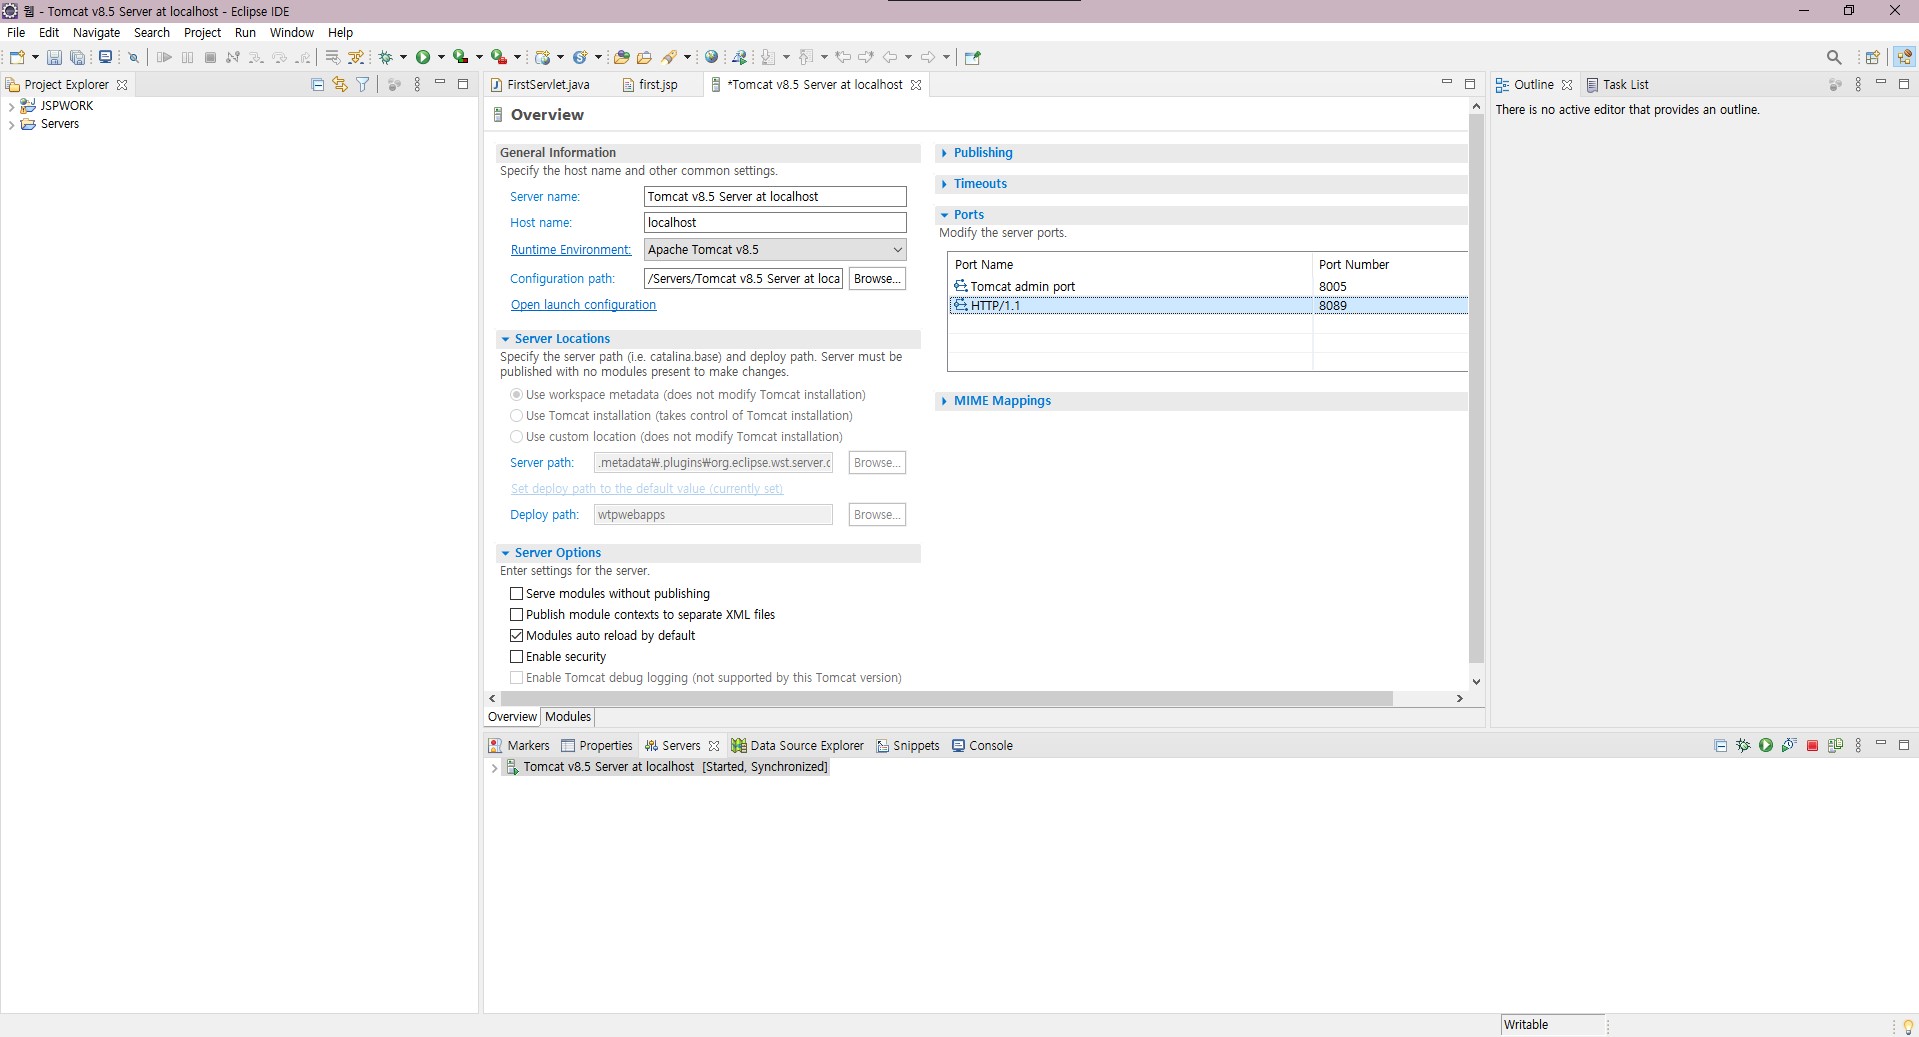 웹 - Tomcat v8.5 Server at localhost - Eclipse IDE
File Edit Navigate Search Project Run Window Help
Project Explorer
JSPWORK
Servers
FirstServlet.java first.jsp *Tomcat v8.5 Server at localhost
Overview
General Information
Specify the host name and other common settings.
Server name: Tomcat v8.5 Server at localhost
Host name: localhost
Runtime Environment: Apache Tomcat v8.5
Configuration path: /Servers/Tomcat v8.5 Server at loca Browse...
Open launch configuration
Server Locations
Specify the server path (i.e. catalina.base) and deploy path. Server must be
published with no modules present to make changes.
Use workspace metadata (does not modify Tomcat installation)
Use Tomcat installation (takes control of Tomcat installation)
Use custom location (does not modify Tomcat installation)
Server path: .metadata₩.plugins₩org.eclipse.wst.server.c Browse...
Set deploy path to the default value (currently set)
Deploy path: wtpwebapps Browse...
Server Options
Enter settings for the server.
Serve modules without publishing
Publish module contexts to separate XML files
Modules auto reload by default
Enable security
Enable Tomcat debug logging (not supported by this Tomcat version)
Publishing
Timeouts
Ports
Modify the server ports.
Port Name Port Number
Tomcat admin port 8005
HTTP/1.1 8089
MIME Mappings
Overview Modules
Outline Task List
There is no active editor that provides an outline.
Markers Properties Servers Data Source Explorer Snippets Console
Tomcat v8.5 Server at localhost [Started, Synchronized]
Writable